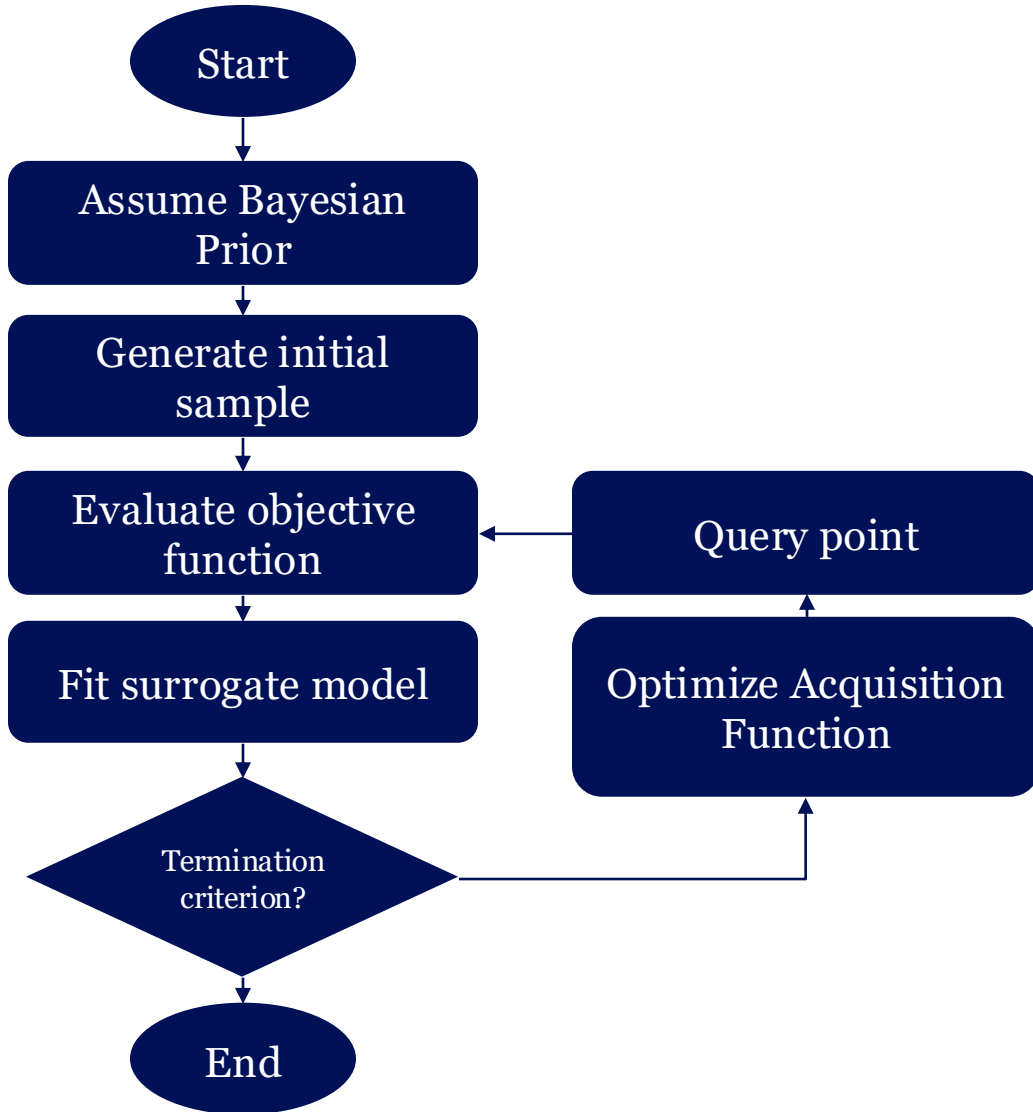 Start
Assume Bayesian
Prior
Generate initial
sample
Evaluate objective
function
Query point
Fit surrogate model
Optimize Acquisition
Function
Termination
criterion?
End